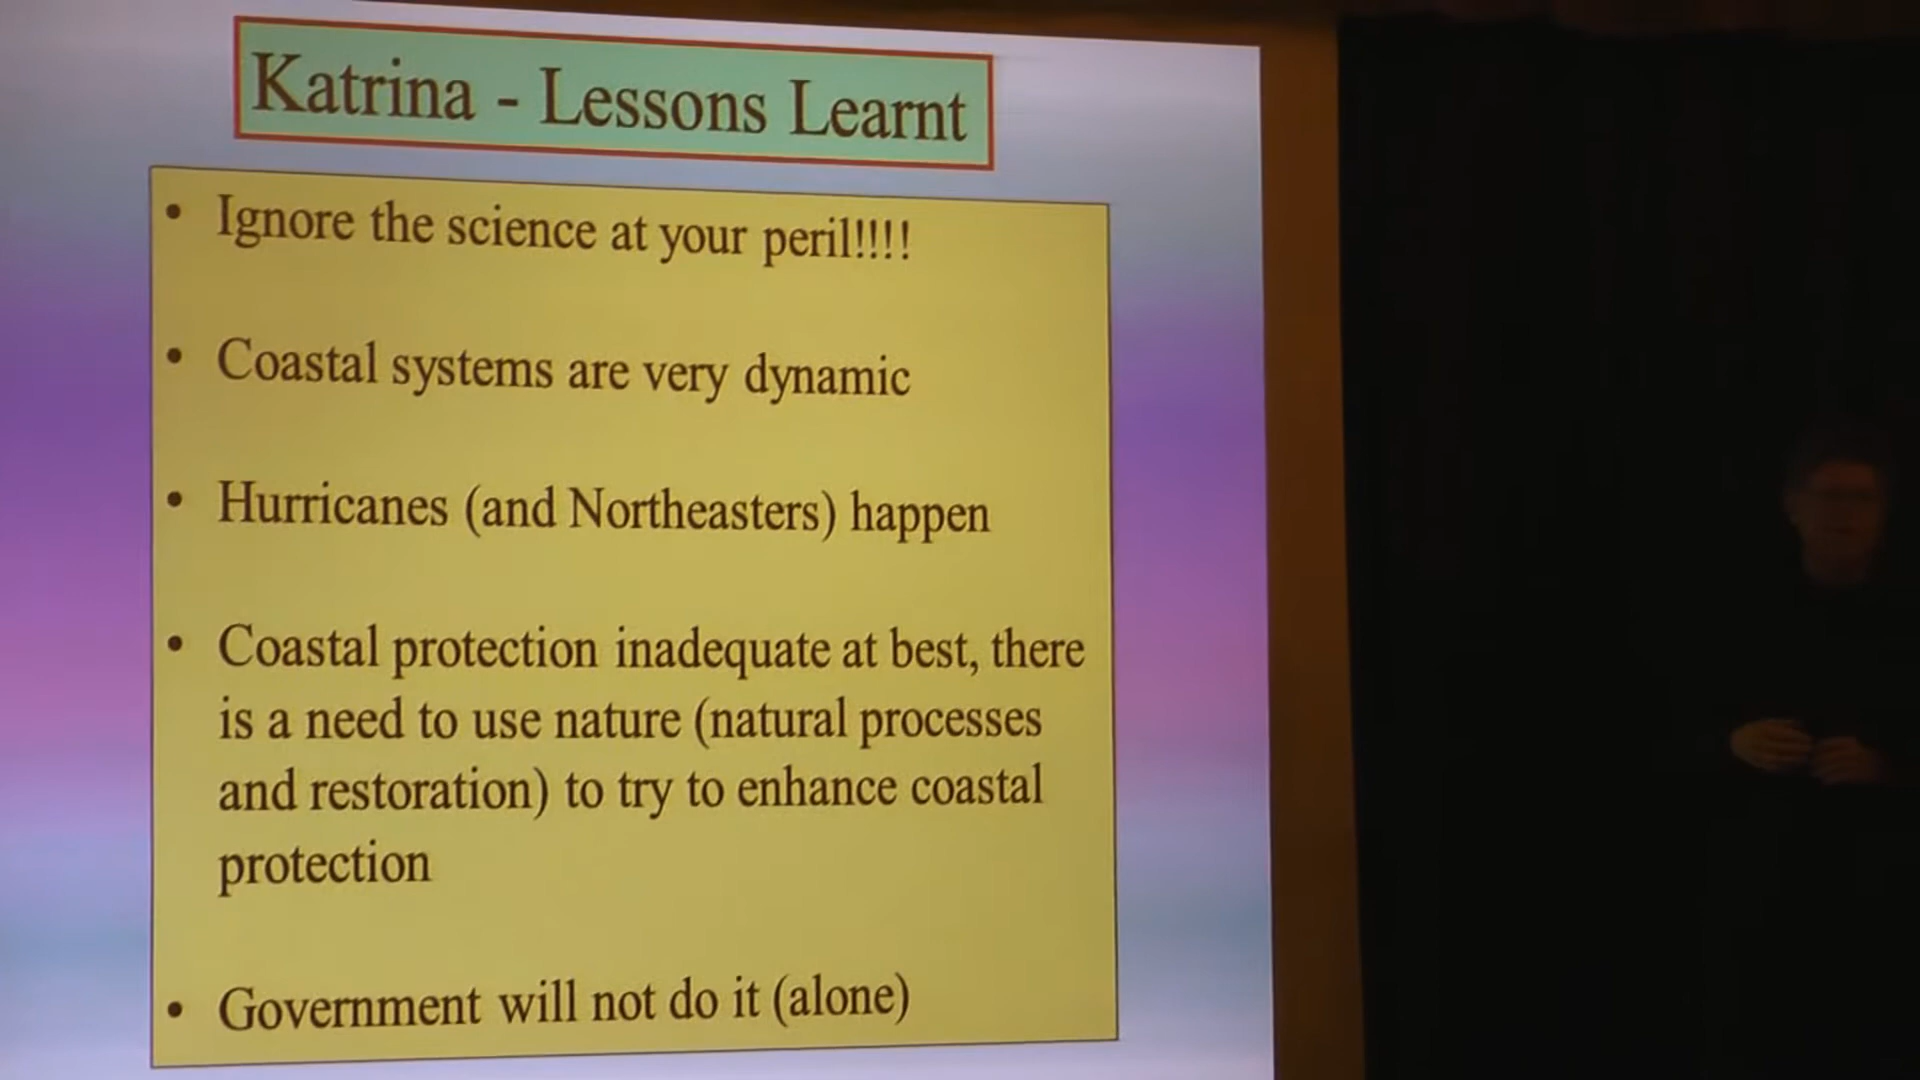 Katrina - Lessons Learnt
• Ignore the science at your peril!!!!
• Coastal systems are very dynamic
• Hurricanes (and Northeasters) happen
• Coastal protection inadequate at best, there
is a need to use nature (natural processes
and restoration) to try to enhance coastal
protection
• Government will not do it (alone)